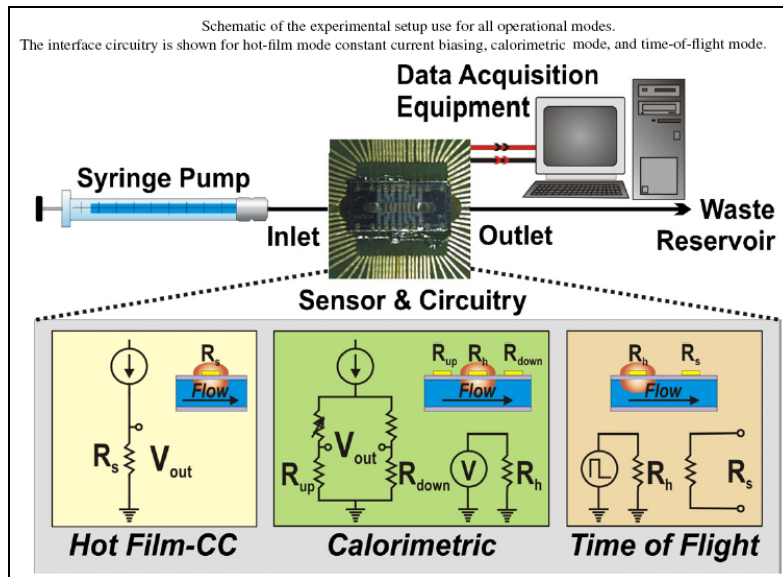 Schematic of the experimental setup use for all operational modes.
The interface circuitry is shown for hot-film mode constant current biasing, calorimetric mode, and time-of-flight mode.
Data Acquisition
Equipment
Syringe Pump
Inlet
Outlet
Waste
Reservoir
Sensor & Circuitry
Rs
Flow
Rs
Vout
Hot Film-CC
Rup Rh Rdown
Flow
Vout
Rup
Rdown
V
Rh
Calorimetric
Rh Rs
Flow
Rh
Rs
Time of Flight